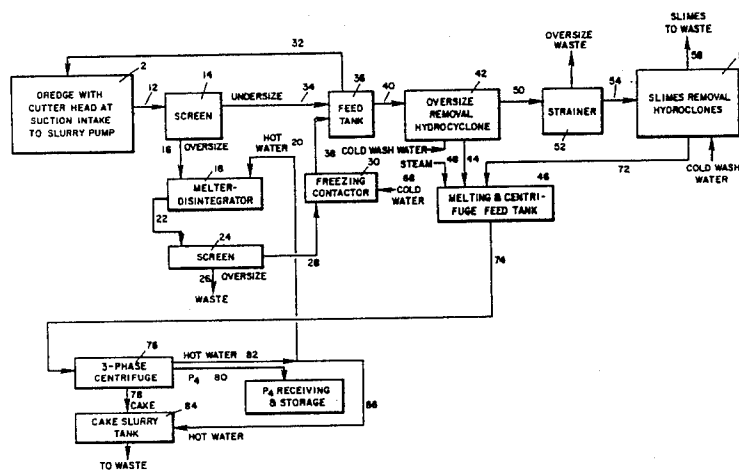 32
2
DREDGE WITH
CUTTER HEAD AT
SUCTION INTAKE
TO SLURRY PUMP
12
14
SCREEN
UNDERSIZE
34
36
FEED
TANK
40
42
OVERSIZE
REMOVAL
HYDROCYCLONE
50
OVERSIZE
WASTE
STRAINER
52
54
SLIMES
TO WASTE
58
SLIMES REMOVAL
HYDROCLONES
COLD WASH
WATER
72
16
OVERSIZE
HOT
WATER
20
18
MELTER-
DISINTEGRATOR
22
24
SCREEN
26
OVERSIZE
WASTE
28
38
30
FREEZING
CONTACTOR
68
COLD
WATER
COLD WASH WATER
STEAM
48
44
46
MELTING & CENTRI-
FUGE FEED TANK
74
76
3-PHASE
CENTRIFUGE
HOT WATER 82
P4 80
P4 RECEIVING
& STORAGE
86
78
CAKE
84
CAKE SLURRY
TANK
HOT WATER
TO WASTE